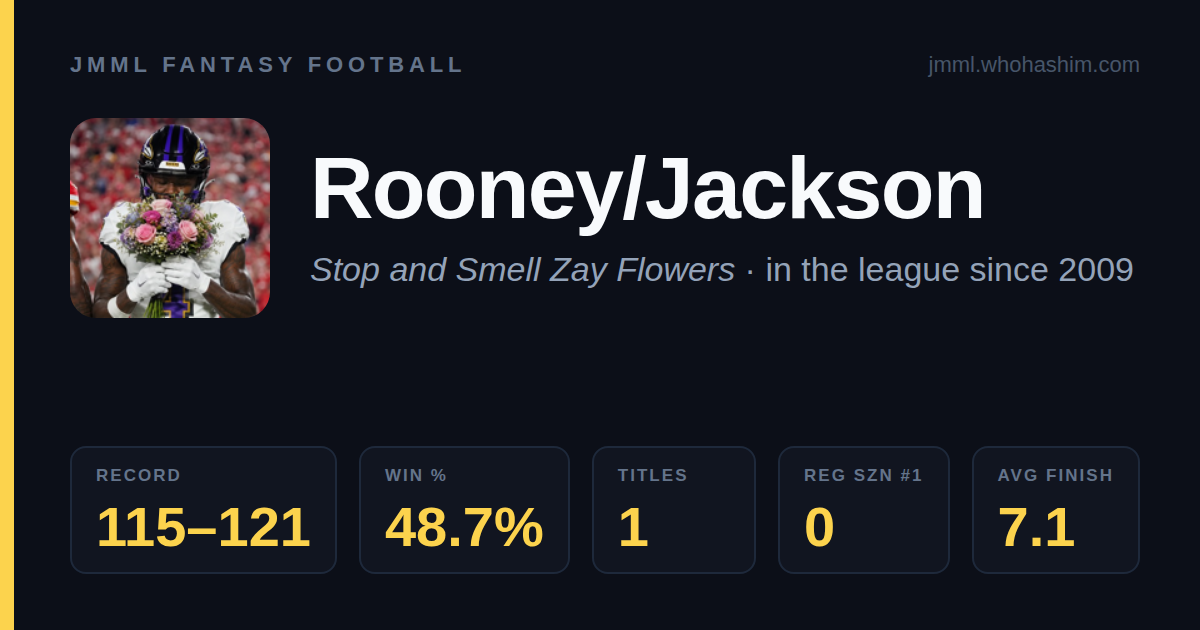 JMML FANTASY FOOTBALL
jmml.whohashim.com
Rooney/Jackson
Stop and Smell Zay Flowers · in the league since 2009
RECORD
115–121
WIN %
48.7%
TITLES
1
REG SZN #1
0
AVG FINISH
7.1